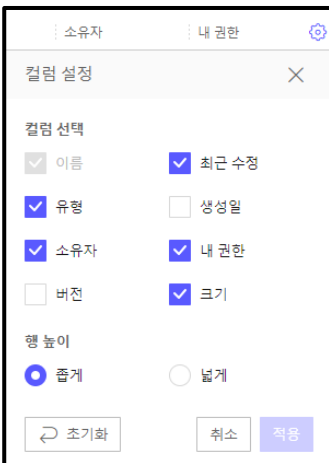 소유자 내 권한
컬럼 설정
컬럼 선택
이름 최근 수정
유형 생성일
소유자 내 권한
버전 크기
행 높이
좁게 넓게
초기화 취소 적용